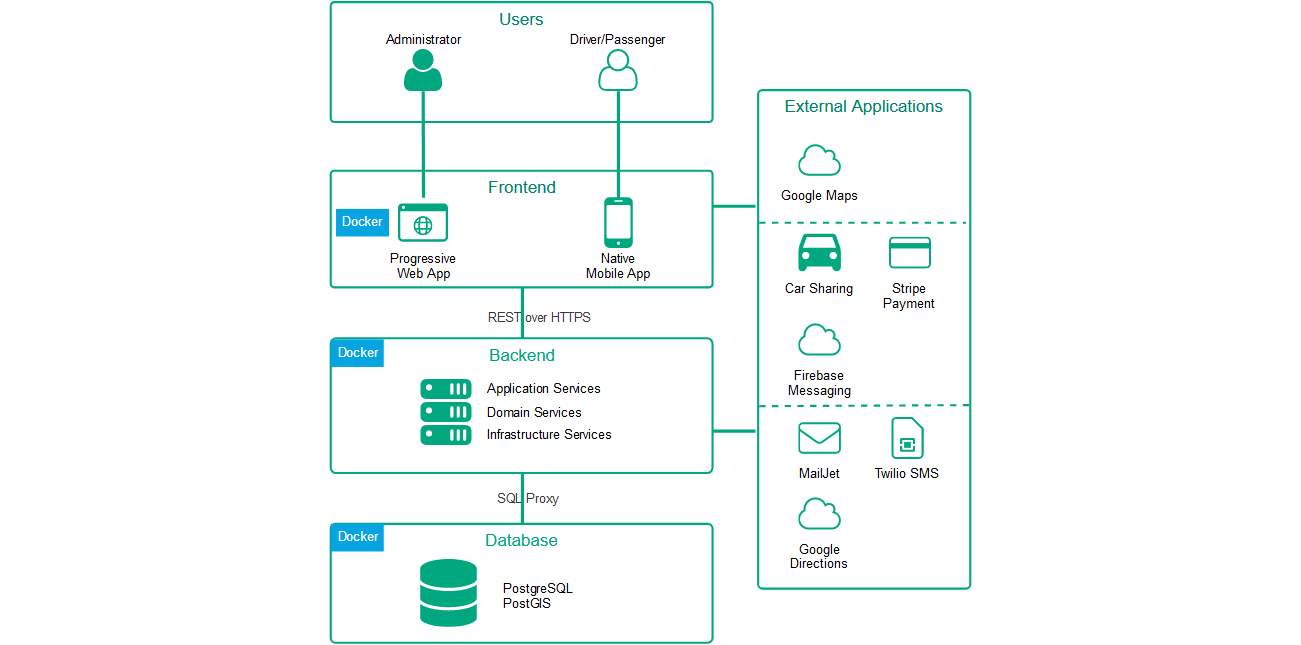 Users
Administrator
Driver/Passenger
Frontend
Docker
Progressive
Web App
Native
Mobile App
REST over HTTPS
Docker
Backend
Application Services
Domain Services
Infrastructure Services
SQL Proxy
Docker
Database
PostgreSQL
PostGIS
External Applications
Google Maps
Car Sharing
Stripe
Payment
Firebase
Messaging
MailJet
Twilio SMS
Google
Directions